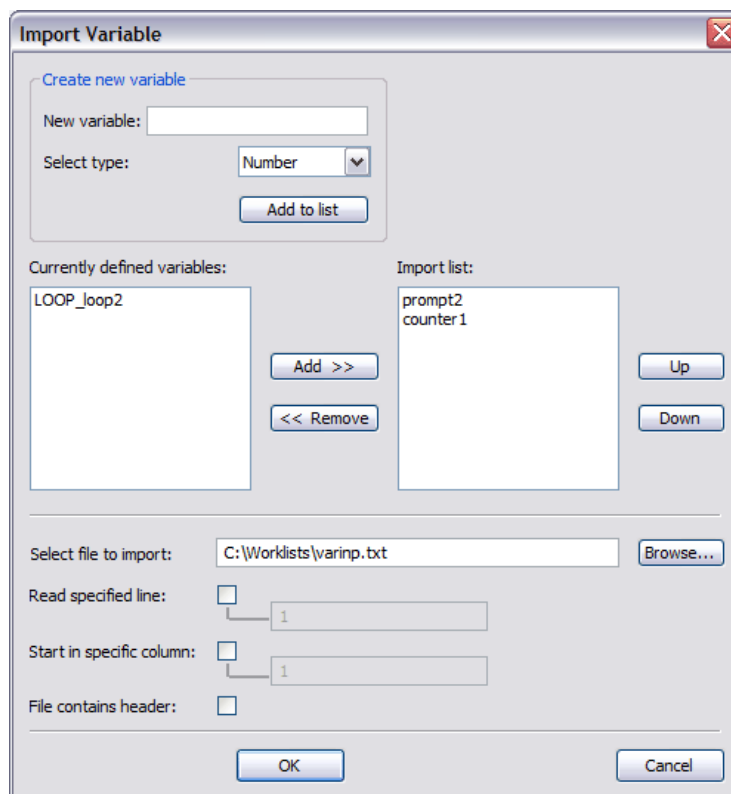 Import Variable
Create new variable
New variable:
Select type: Number
Add to list
Currently defined variables: Import list:
LOOP_loop2 prompt2
counter1
Add >> Up
<< Remove Down
Select file to import: C:\Worklists\varinp.txt Browse...
Read specified line:
1
Start in specific column:
1
File contains header:
OK Cancel